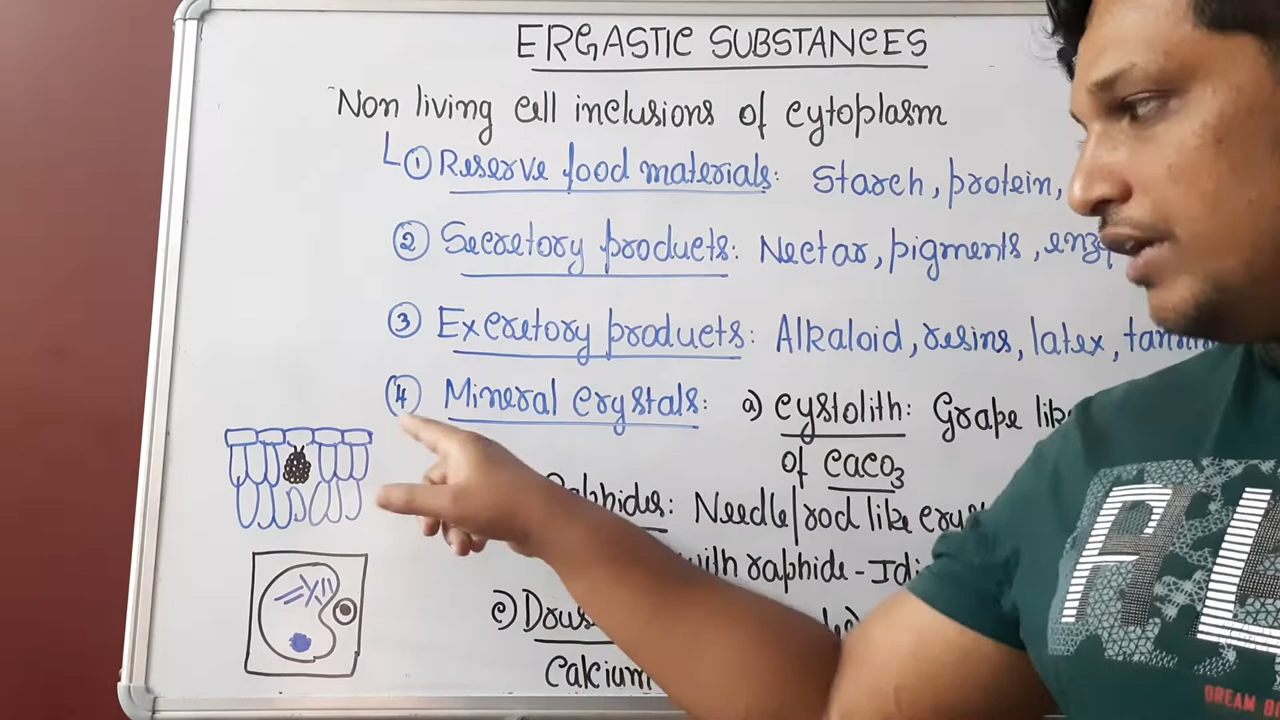 ERGASTIC SUBSTANCES
Non living cell inclusions of cytoplasm
① Reserve food materials: Starch, protein,
② Secretory products: Nectar, pigments,
③ Excretory products: Alkaloid, resins, latex,
④ Mineral crystals: a) cystolith: Grape like
of caco3
Needle/rod like
with raphide -
c)
calcium
DREAM